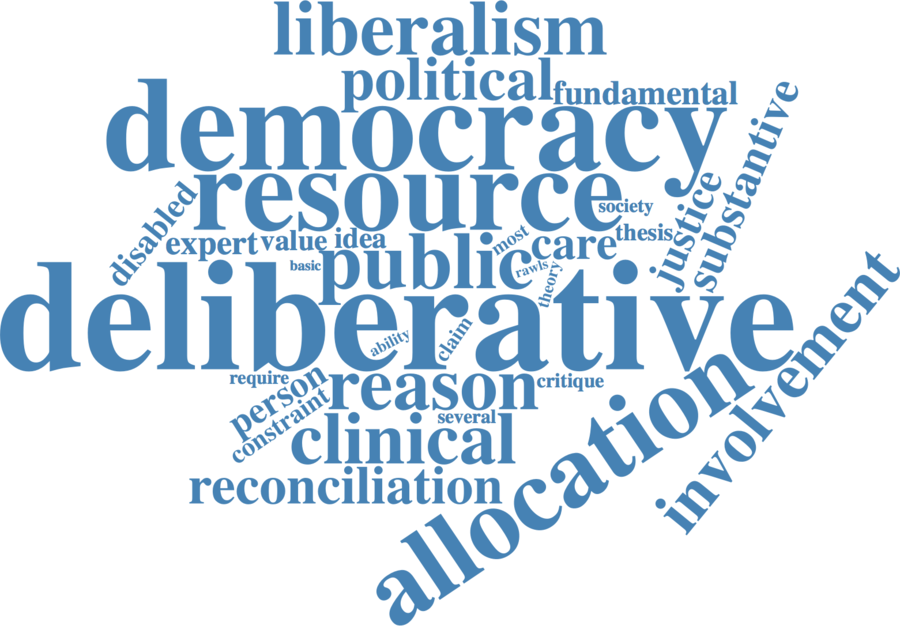 liberalism
political
fundamental
democracy
substantive
resource
justice
disabled
society
thesis
expert value idea
most
care
public
basic
rawls
theory
deliberative
involvement
ability
claim
require
person
reason
critique
constraint
several
clinical
reconciliation
allocation